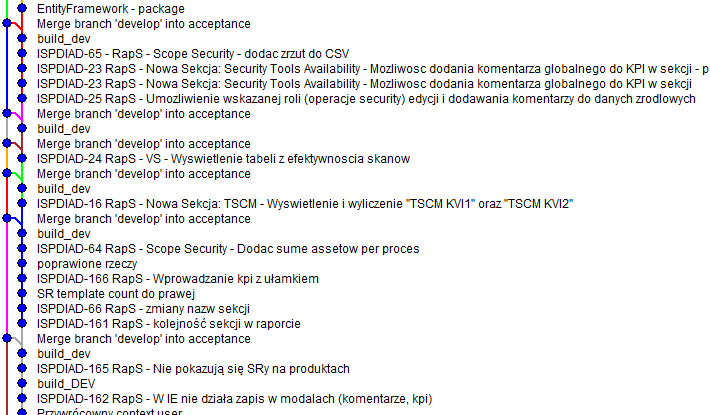 EntityFramework - package
Merge branch 'develop' into acceptance
build_dev
ISPDIAD-65 - RapS - Scope Security - dodac zrzut do CSV
ISPDIAD-23 RapS - Nowa Sekcja: Security Tools Availability - Mozliwosc dodania komentarza globalnego do KPI w sekcji - p
ISPDIAD-23 RapS - Nowa Sekcja: Security Tools Availability - Mozliwosc dodania komentarza globalnego do KPI w sekcji
ISPDIAD-25 RapS - Umozliwienie wskazanej roli (operacje security) edycji i dodawania komentarzy do danych zrodlowych
Merge branch 'develop' into acceptance
build_dev
Merge branch 'develop' into acceptance
ISPDIAD-24 RapS - VS - Wyswietlenie tabeli z efektywnoscia skanow
Merge branch 'develop' into acceptance
build_dev
ISPDIAD-16 RapS - Nowa Sekcja: TSCM - Wyswietlenie i wyliczenie "TSCM KVI1" oraz "TSCM KVI2"
Merge branch 'develop' into acceptance
build_dev
ISPDIAD-64 RapS - Scope Security - Dodac sume assetow per proces
poprawione rzeczy
ISPDIAD-166 RapS - Wprowadzanie kpi z ułamkiem
SR template count do prawej
ISPDIAD-66 RapS - zmiany nazw sekcji
ISPDIAD-161 RapS - kolejność sekcji w raporcie
Merge branch 'develop' into acceptance
build_dev
ISPDIAD-165 RapS - Nie pokazują się SRy na produktach
build_DEV
ISPDIAD-162 RapS - W IE nie działa zapis w modalach (komentarze, kpi)
Przywrócowny context user